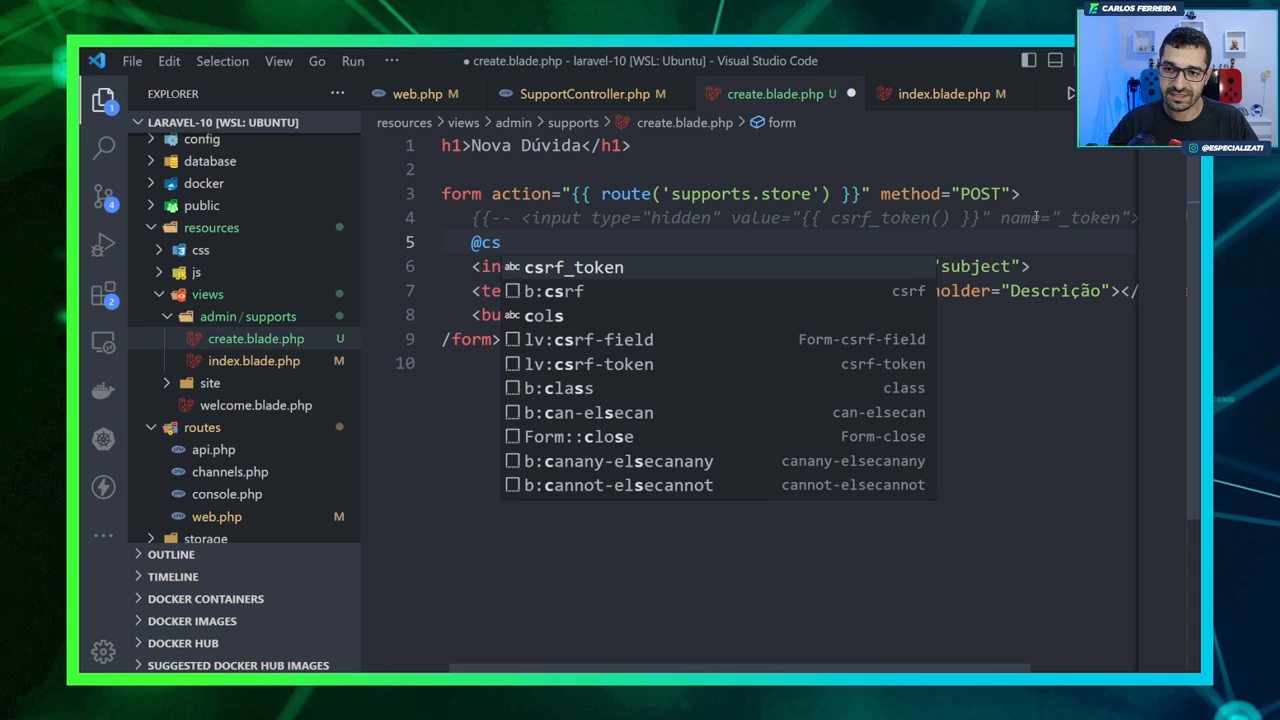 CARLOS FERREIRA
@ESPECIALIZATI
File Edit Selection View Go Run ···
● create.blade.php - laravel-10 [WSL: Ubuntu] - Visual Studio Code
EXPLORER ···
web.php M
SupportController.php M
create.blade.php U ●
index.blade.php M
LARAVEL-10 [WSL: UBUNTU]
config
database
docker
public
resources
css
js
views
admin / supports
create.blade.php U
index.blade.php M
site
welcome.blade.php
routes
api.php
channels.php
console.php
web.php M
storage
OUTLINE
TIMELINE
DOCKER CONTAINERS
DOCKER IMAGES
DOCKER HUB
SUGGESTED DOCKER HUB IMAGES
1
4
2
resources > views > admin > supports > create.blade.php > form
1 h1>Nova Dúvida</h1>
2
3 form action="{{ route('supports.store') }}" method="POST">
4 {{-- <input type="hidden" value="{{ csrf_token() }}" name="_token">
5 @cs
6 <in "subject">
7 <te holder="Descrição"></
8 <bu
9 /form>
10
csrf_token
b:csrf csrf
cols
lv:csrf-field Form-csrf-field
lv:csrf-token csrf-token
b:class class
b:can-elsecan can-elsecan
Form::close Form-close
b:canany-elsecanany canany-elsecanany
b:cannot-elsecannot cannot-elsecannot